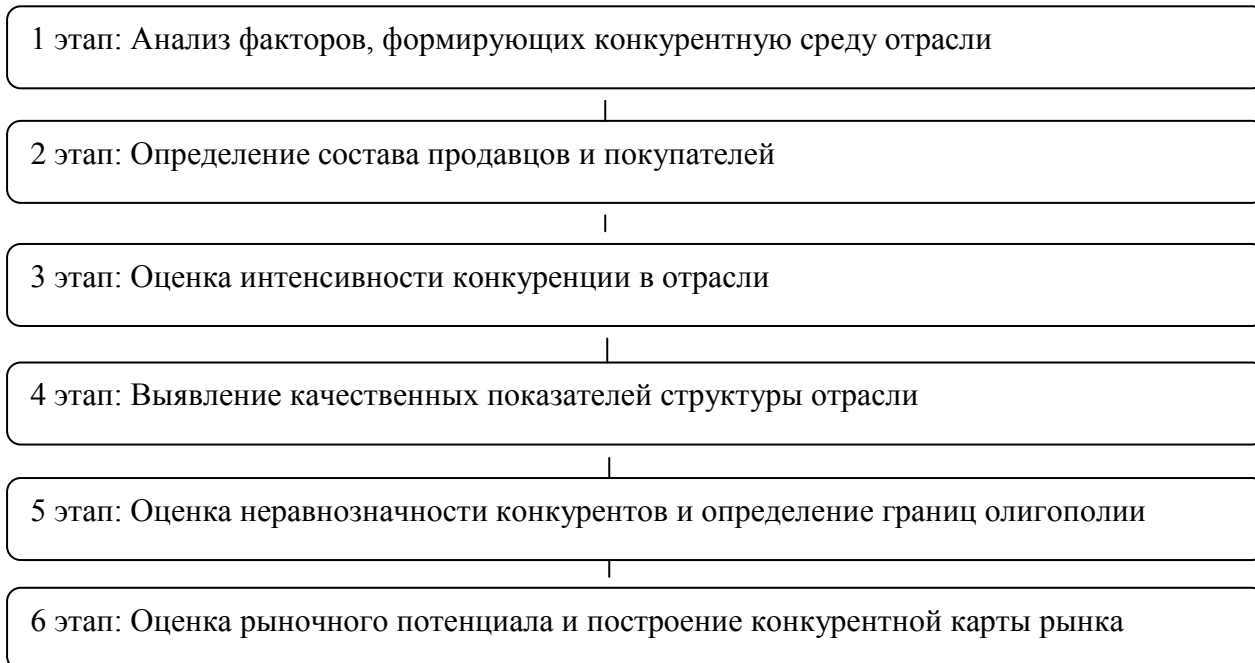 1 этап: Анализ факторов, формирующих конкурентную среду отрасли
2 этап: Определение состава продавцов и покупателей
3 этап: Оценка интенсивности конкуренции в отрасли
4 этап: Выявление качественных показателей структуры отрасли
5 этап: Оценка неравнозначности конкурентов и определение границ олигополии
6 этап: Оценка рыночного потенциала и построение конкурентной карты рынка